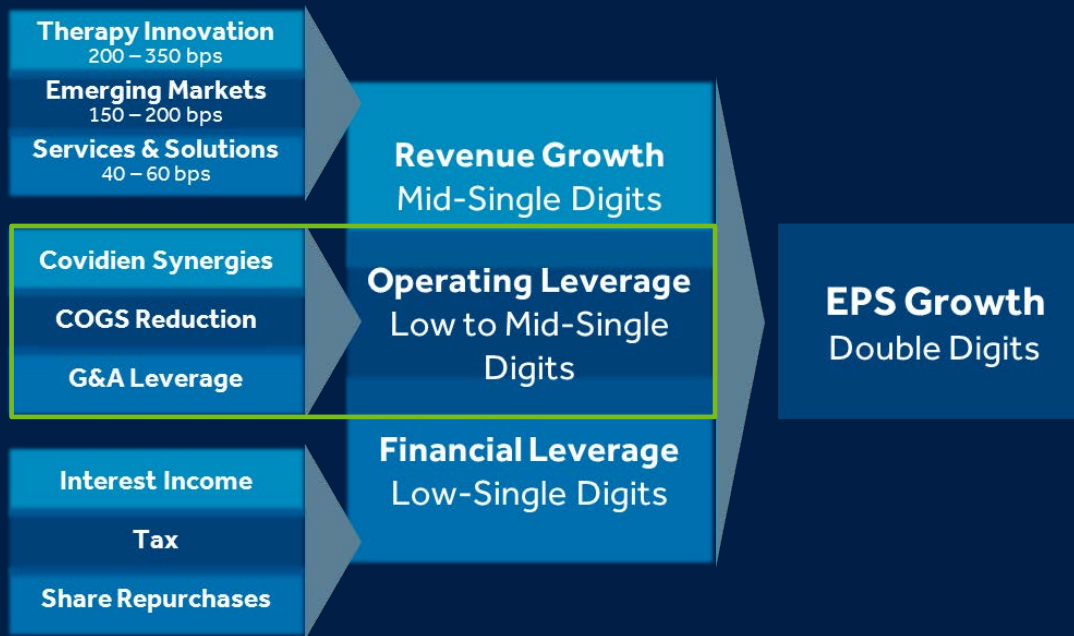 Therapy Innovation
200 – 350 bps
Emerging Markets
150 – 200 bps
Services & Solutions
40 – 60 bps
Covidien Synergies
COGS Reduction
G&A Leverage
Interest Income
Tax
Share Repurchases
Revenue Growth
Mid-Single Digits
Operating Leverage
Low to Mid-Single
Digits
Financial Leverage
Low-Single Digits
EPS Growth
Double Digits